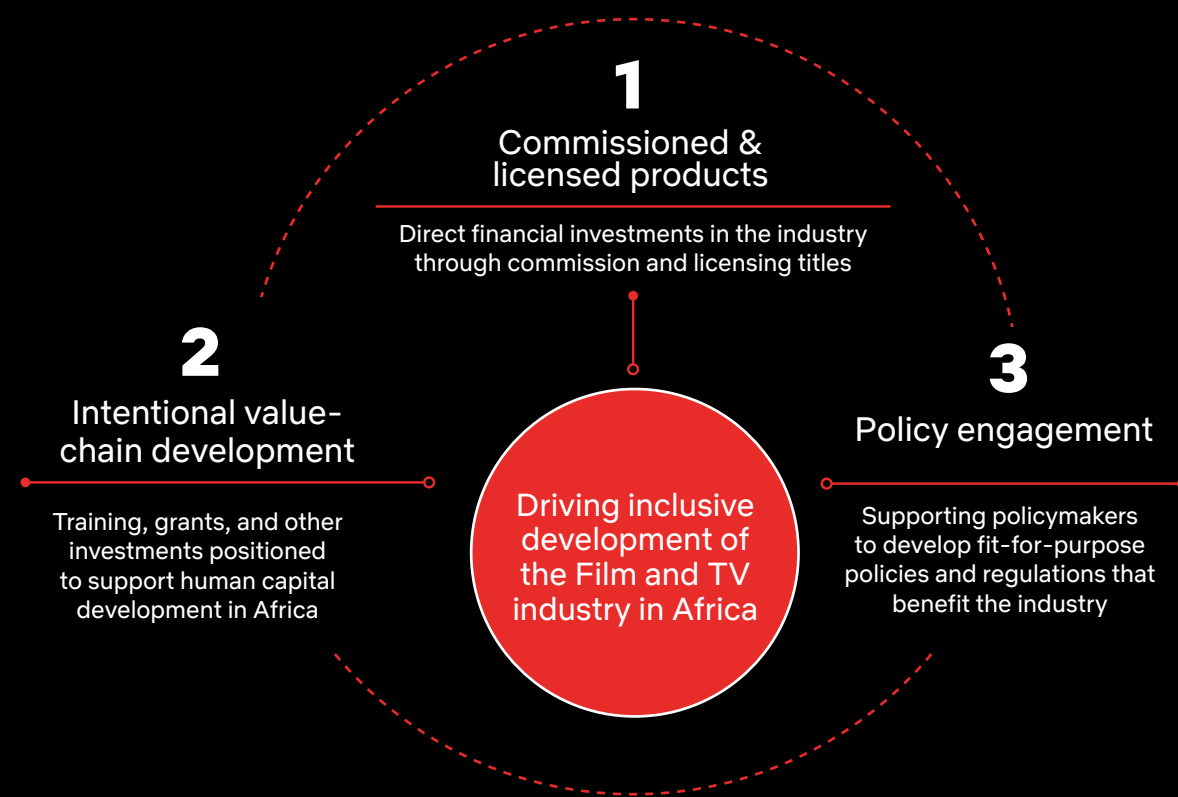 1
Commissioned &
licensed products
Direct financial investments in the industry
through commission and licensing titles
2
Intentional value-
chain development
Training, grants, and other
investments positioned
to support human capital
development in Africa
Driving inclusive
development of
the Film and TV
industry in Africa
3
Policy engagement
Supporting policymakers
to develop fit-for-purpose
policies and regulations that
benefit the industry